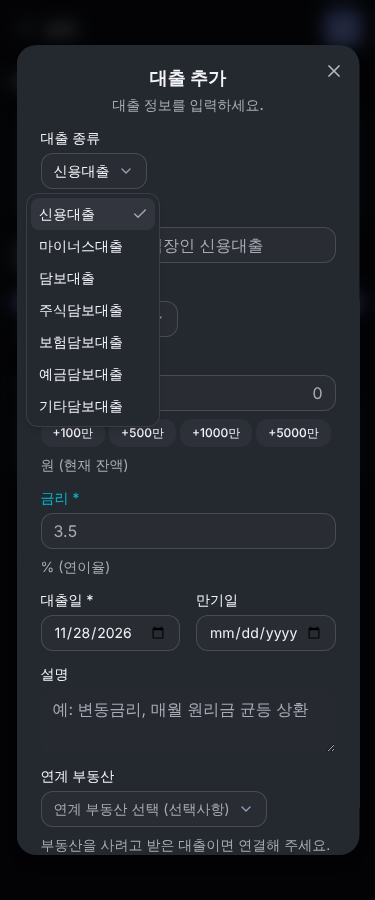 대출 추가
대출 정보를 입력하세요.
대출 종류
신용대출
신용대출
마이너스대출
담보대출
주식담보대출
보험담보대출
예금담보대출
기타담보대출
장인 신용대출
0
+100만 +500만 +1000만 +5000만
원 (현재 잔액)
금리 *
3.5
% (연이율)
대출일 * 만기일
11/28/2026 mm/dd/yyyy
설명
예: 변동금리, 매월 원리금 균등 상환
연계 부동산
연계 부동산 선택 (선택사항)
부동산을 사려고 받은 대출이면 연결해 주세요.